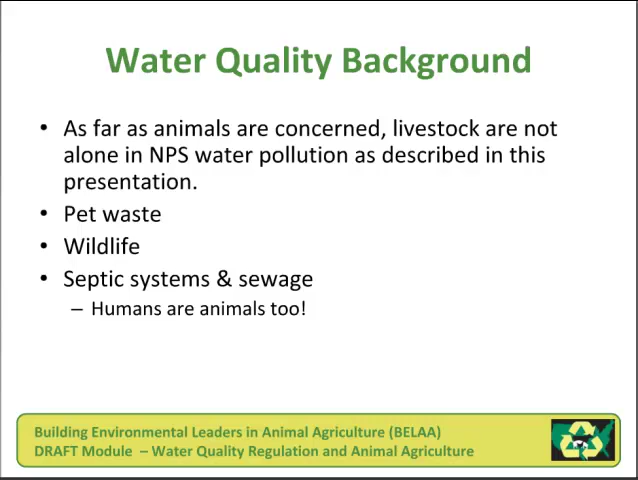 Water Quality Background
• As far as animals are concerned, livestock are not
alone in NPS water pollution as described in this
presentation.
• Pet waste
• Wildlife
• Septic systems & sewage
– Humans are animals too!
Building Environmental Leaders in Animal Agriculture (BELAA)
DRAFT Module – Water Quality Regulation and Animal Agriculture